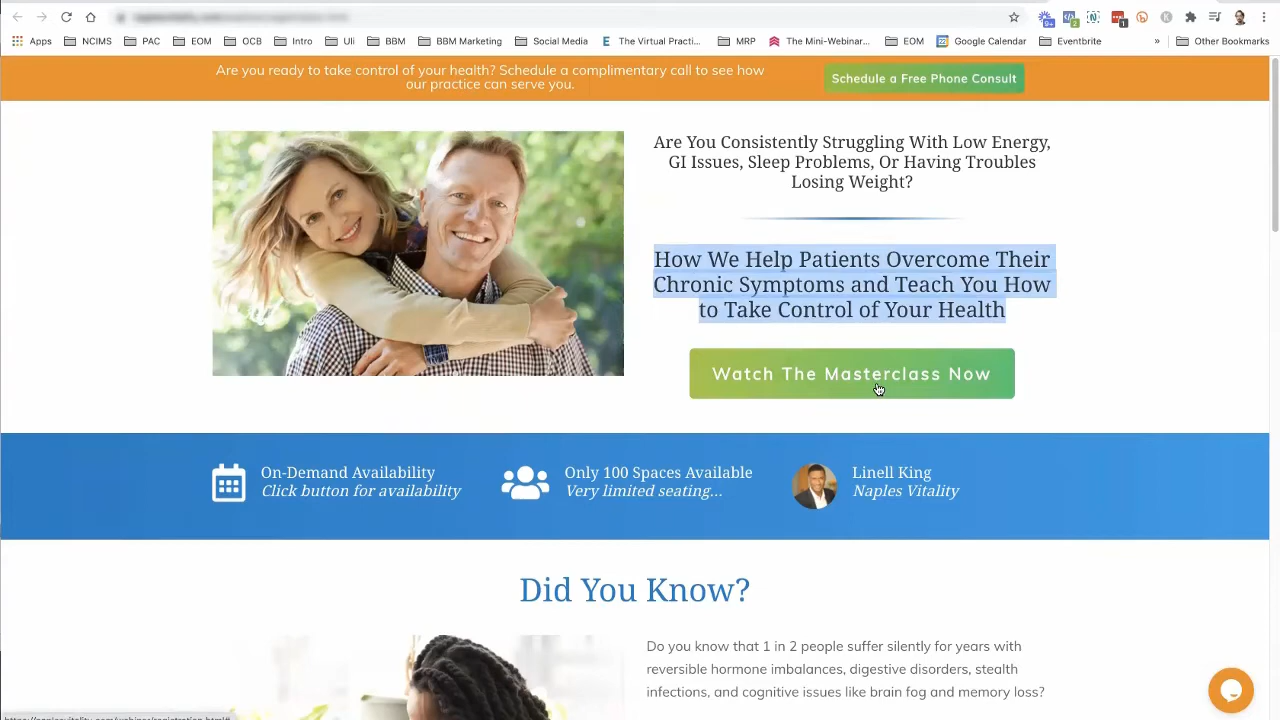 Apps
NCIMS
PAC
EOM
OCB
Intro
Uli
BBM
BBM Marketing
Social Media
The Virtual Practi...
MRP
The Mini-Webinar...
EOM
Google Calendar
Eventbrite
»
Other Bookmarks
Are you ready to take control of your health? Schedule a complimentary call to see how
our practice can serve you.
Schedule a Free Phone Consult
Are You Consistently Struggling With Low Energy,
GI Issues, Sleep Problems, Or Having Troubles
Losing Weight?
How We Help Patients Overcome Their
Chronic Symptoms and Teach You How
to Take Control of Your Health
Watch The Masterclass Now
On-Demand Availability
Click button for availability
Only 100 Spaces Available
Very limited seating...
Linell King
Naples Vitality
Did You Know?
Do you know that 1 in 2 people suffer silently for years with
reversible hormone imbalances, digestive disorders, stealth
infections, and cognitive issues like brain fog and memory loss?